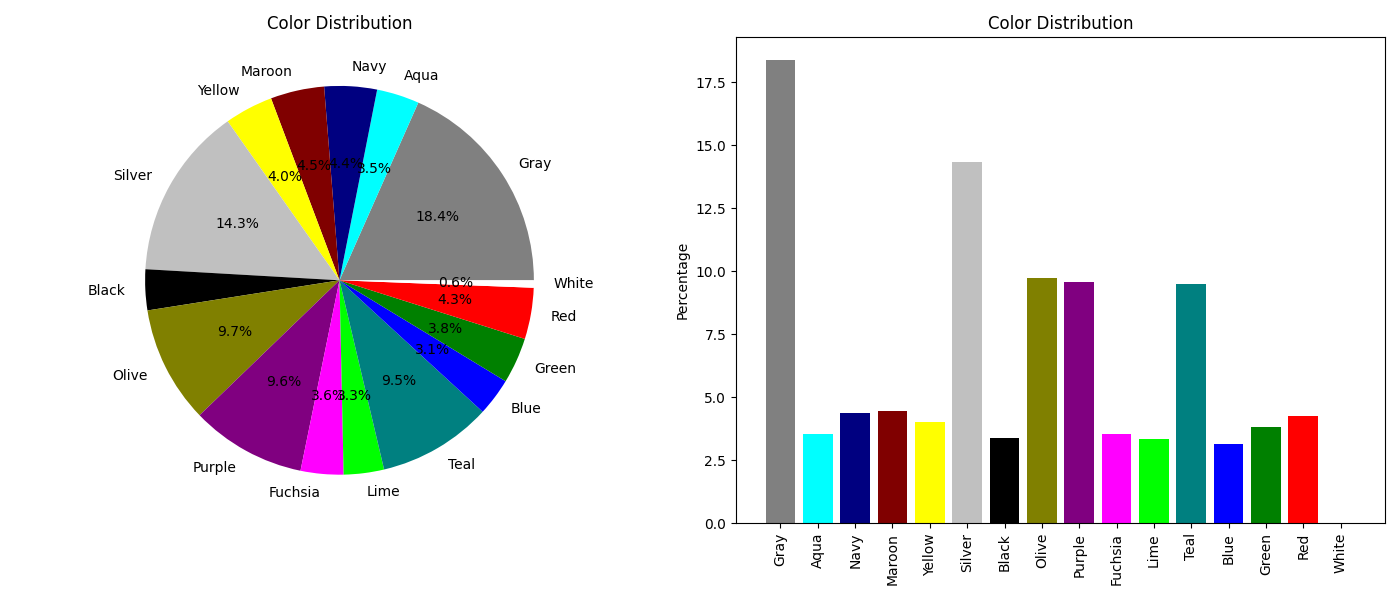 Color Distribution
Navy
Maroon
Aqua
Yellow
Gray
Silver
4.5%
4.4%
3.5%
4.0%
18.4%
14.3%
White
0.6%
Black
4.3%
Red
9.7%
3.8%
3.1%
Green
Olive
9.6%
9.5%
3.6%
3.3%
Blue
Purple
Teal
Fuchsia
Lime
Color Distribution
Percentage
17.5
15.0
12.5
10.0
7.5
5.0
2.5
0.0
Gray
Aqua
Navy
Maroon
Yellow
Silver
Black
Olive
Purple
Fuchsia
Lime
Teal
Blue
Green
Red
White